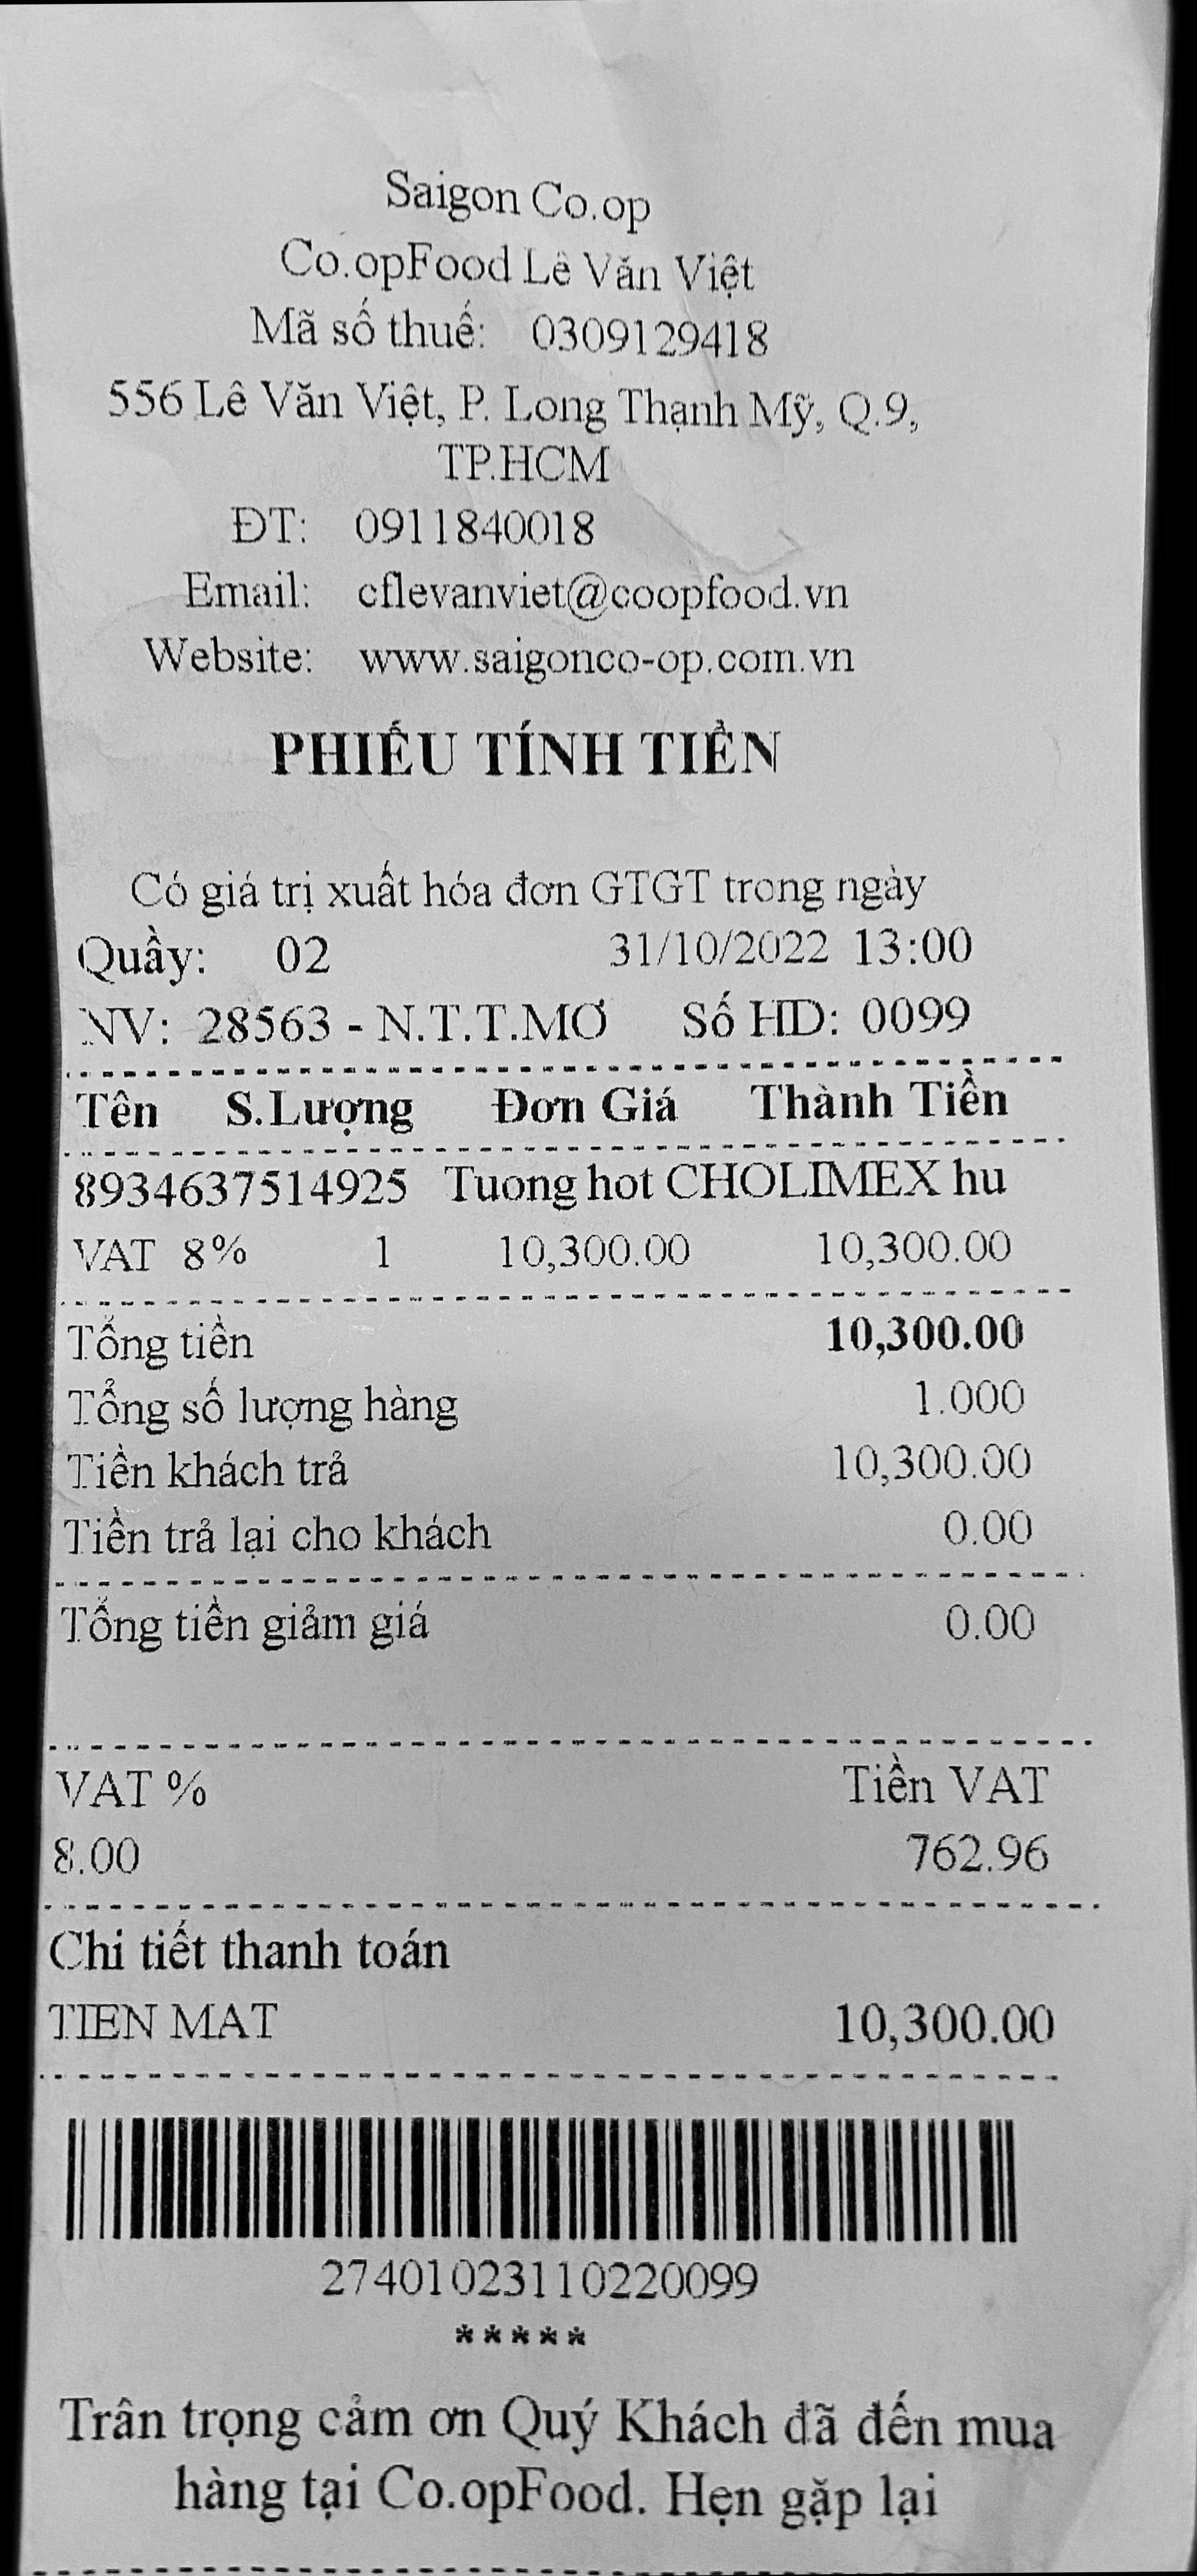 Saigon Co.op
Co.opFood Lê Văn Việt
Mã số thuế: 0309129418
556 Lê Văn Việt, P. Long Thạnh Mỹ, Q.9,
TP.HCM
ĐT: 0911840018
Email: cflevanviet@coopfood.vn
Website: www.saigonco-op.com.vn
PHIẾU TÍNH TIỀN
Có giá trị xuất hóa đơn GTGT trong ngày
Quầy: 02 31/10/2022 13:00
NV: 28563 - N.T.T.MƠ Số HD: 0099
Tên S.Lượng Đơn Giá Thành Tiền
8934637514925 Tuong hot CHOLIMEX hu
VAT 8% 1 10,300.00 10,300.00
Tổng tiền 10,300.00
Tổng số lượng hàng 1.000
Tiền khách trả 10,300.00
Tiền trả lại cho khách 0.00
Tổng tiền giảm giá 0.00
VAT % Tiền VAT
8.00 762.96
Chi tiết thanh toán
TIEN MAT 10,300.00
27401023110220099
*****
Trân trọng cảm ơn Quý Khách đã đến mua
hàng tại Co.opFood. Hẹn gặp lại